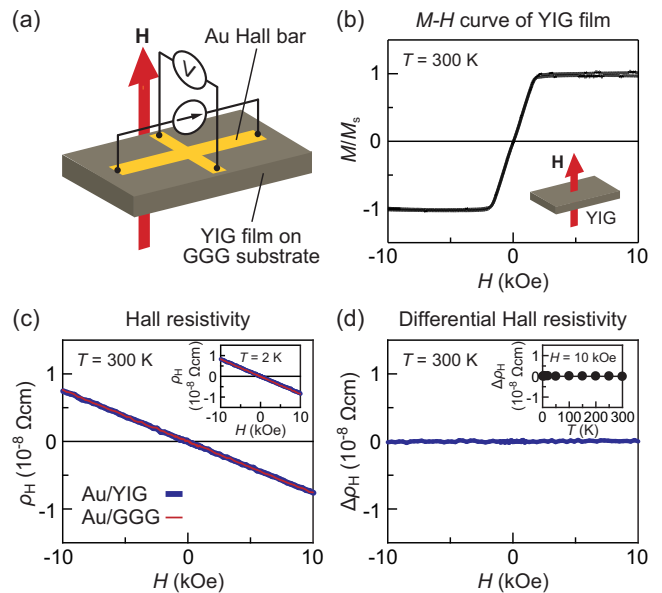 (a)
H
V
Au Hall bar
YIG film on
GGG substrate
(b)
M-H curve of YIG film
T = 300 K
M/Ms
1
0
-1
H
YIG
-10
0
10
H (kOe)
(c)
Hall resistivity
T = 300 K
ρH (10-8 Ωcm)
1
0
-1
T = 2 K
ρH
(10-8 Ωcm)
1
0
-1
-10
0
10
H (kOe)
Au/YIG
Au/GGG
-10
0
10
H (kOe)
(d)
Differential Hall resistivity
T = 300 K
ΔρH (10-8 Ωcm)
1
0
-1
H = 10 kOe
ΔρH
(10-8 Ωcm)
1
0
-1
0 50 100 150 200 250 300
T (K)
-10
0
10
H (kOe)